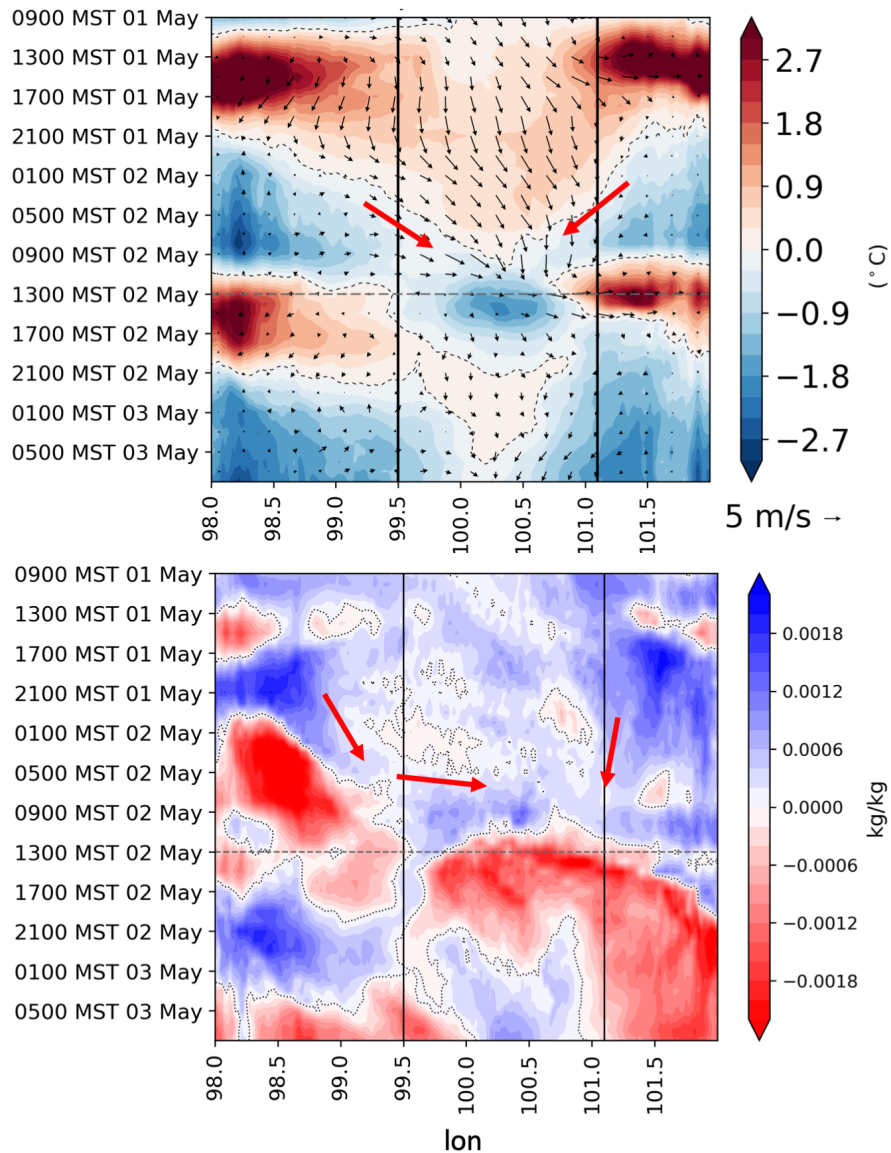 0900 MST 01 May
1300 MST 01 May
1700 MST 01 May
2100 MST 01 May
0100 MST 02 May
0500 MST 02 May
0900 MST 02 May
1300 MST 02 May
1700 MST 02 May
2100 MST 02 May
0100 MST 03 May
0500 MST 03 May
98.0
98.5
99.0
99.5
100.0
100.5
101.0
101.5
2.7
1.8
0.9
0.0
−0.9
−1.8
−2.7
(°C)
5 m/s →
0900 MST 01 May
1300 MST 01 May
1700 MST 01 May
2100 MST 01 May
0100 MST 02 May
0500 MST 02 May
0900 MST 02 May
1300 MST 02 May
1700 MST 02 May
2100 MST 02 May
0100 MST 03 May
0500 MST 03 May
98.0
98.5
99.0
99.5
100.0
100.5
101.0
101.5
lon
0.0018
0.0012
0.0006
0.0000
−0.0006
−0.0012
−0.0018
kg/kg